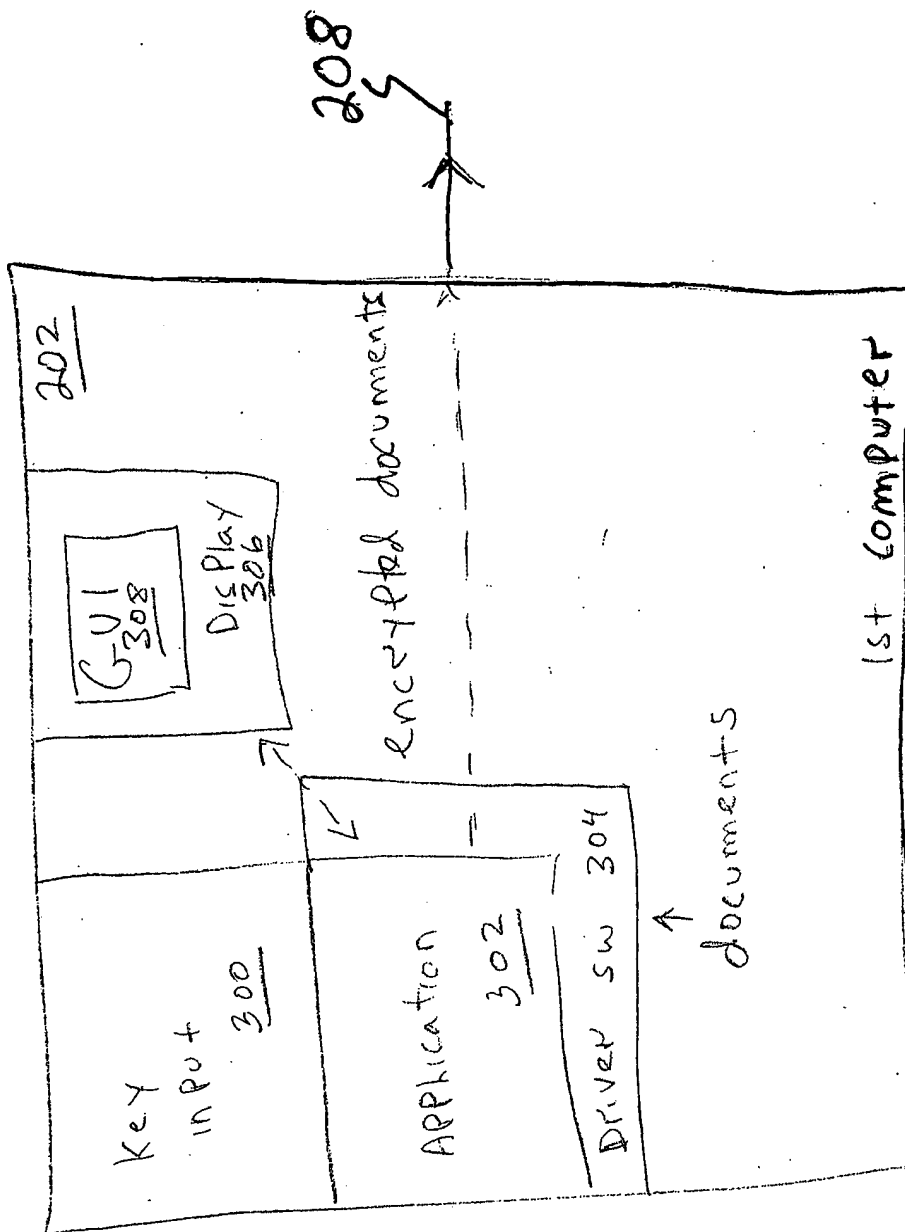 202
GUI
308
Display
306
Key
input
300
encrypted documents
208
Application
302
Driver sw 304
documents
1st computer